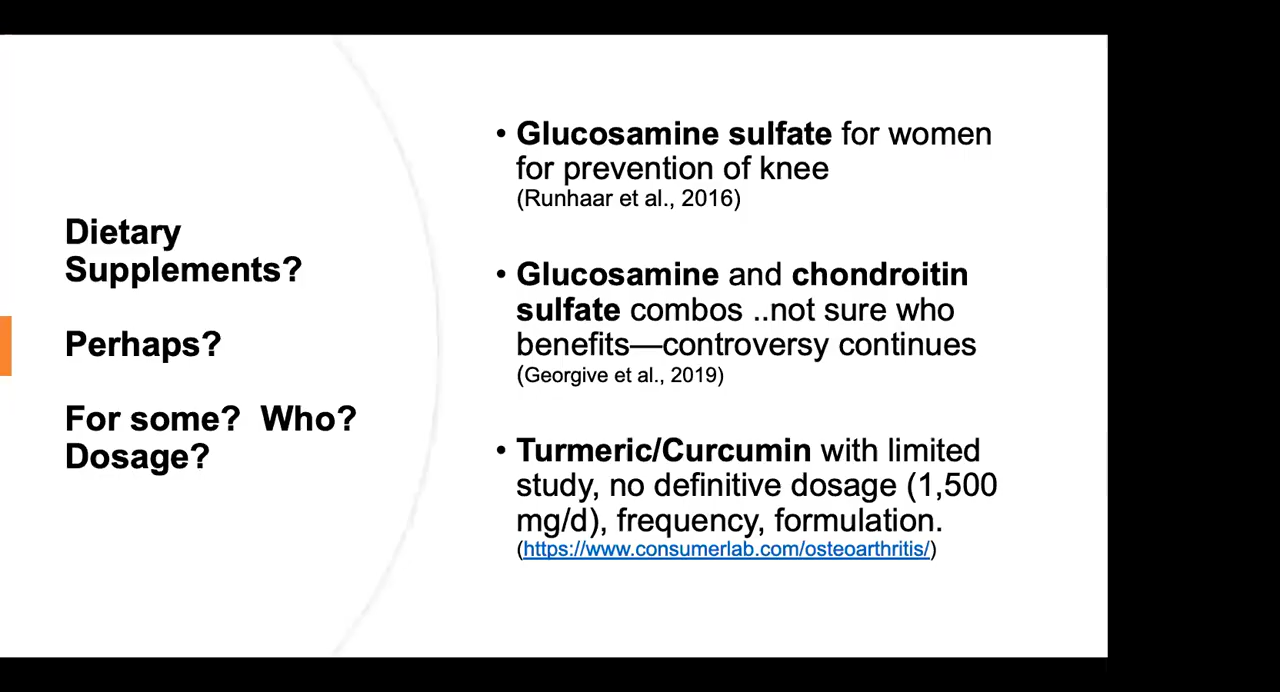 Dietary
Supplements?
Perhaps?
For some?  Who?
Dosage?
• Glucosamine sulfate for women
for prevention of knee
(Runhaar et al., 2016)
• Glucosamine and chondroitin
sulfate combos ..not sure who
benefits—controversy continues
(Georgive et al., 2019)
• Turmeric/Curcumin with limited
study, no definitive dosage (1,500
mg/d), frequency, formulation.
(https://www.consumerlab.com/osteoarthritis/)